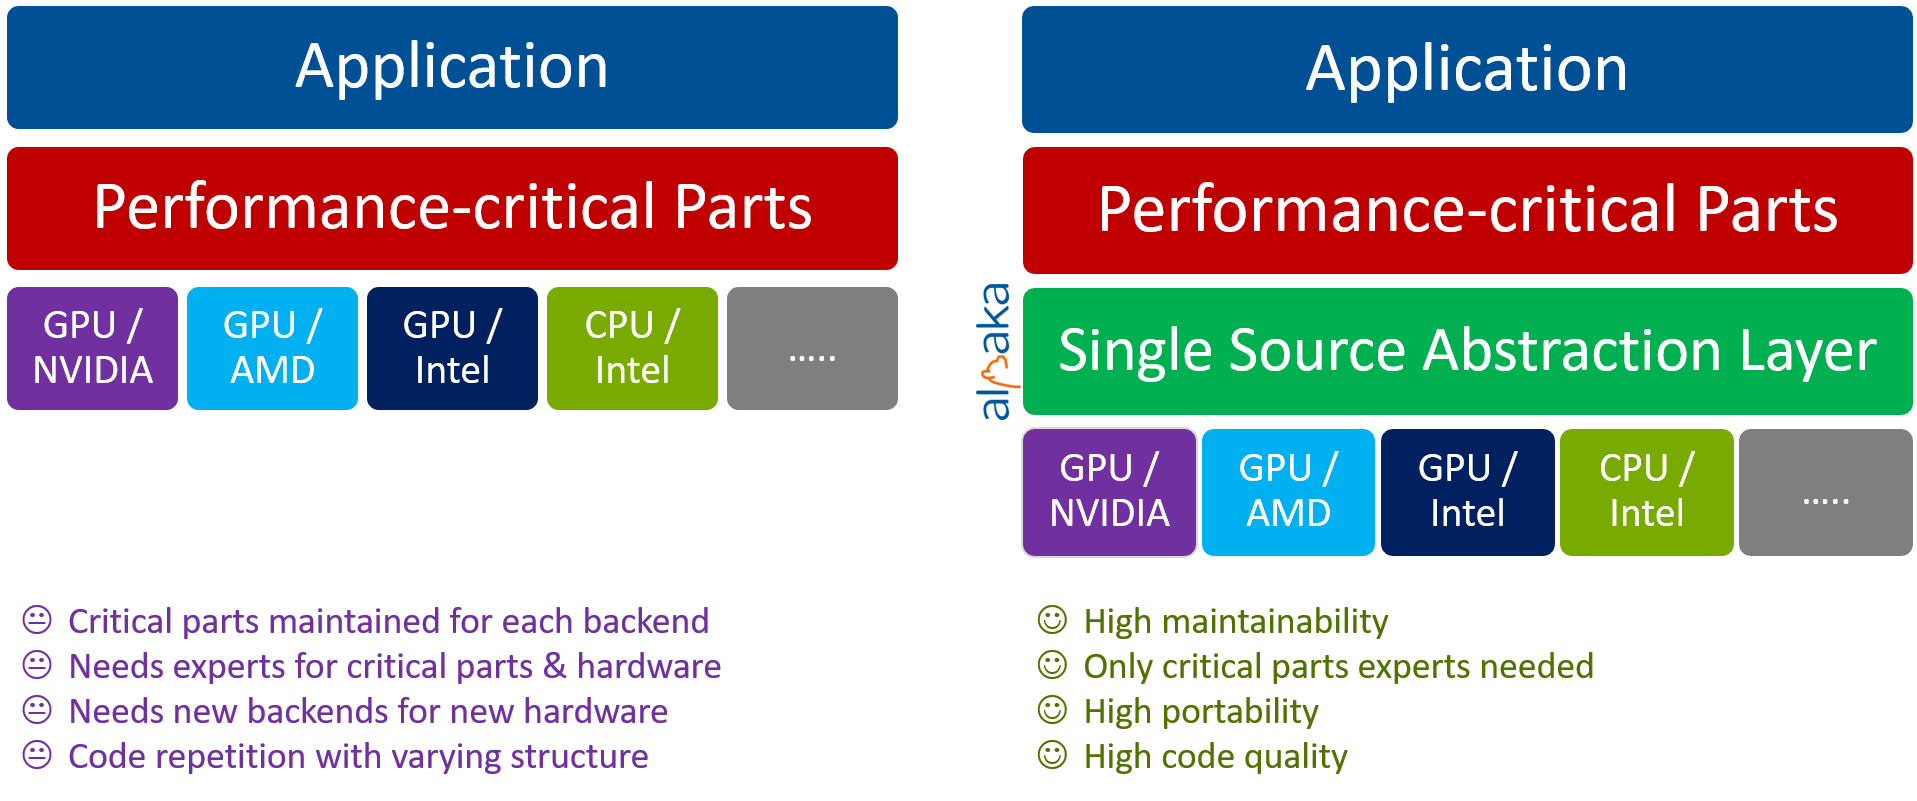 Application
Performance-critical Parts
GPU /
NVIDIA
GPU /
AMD
GPU /
Intel
CPU /
Intel
.....
Critical parts maintained for each backend
Needs experts for critical parts & hardware
Needs new backends for new hardware
Code repetition with varying structure
Application
Performance-critical Parts
alpaka
Single Source Abstraction Layer
GPU /
NVIDIA
GPU /
AMD
GPU /
Intel
CPU /
Intel
.....
High maintainability
Only critical parts experts needed
High portability
High code quality